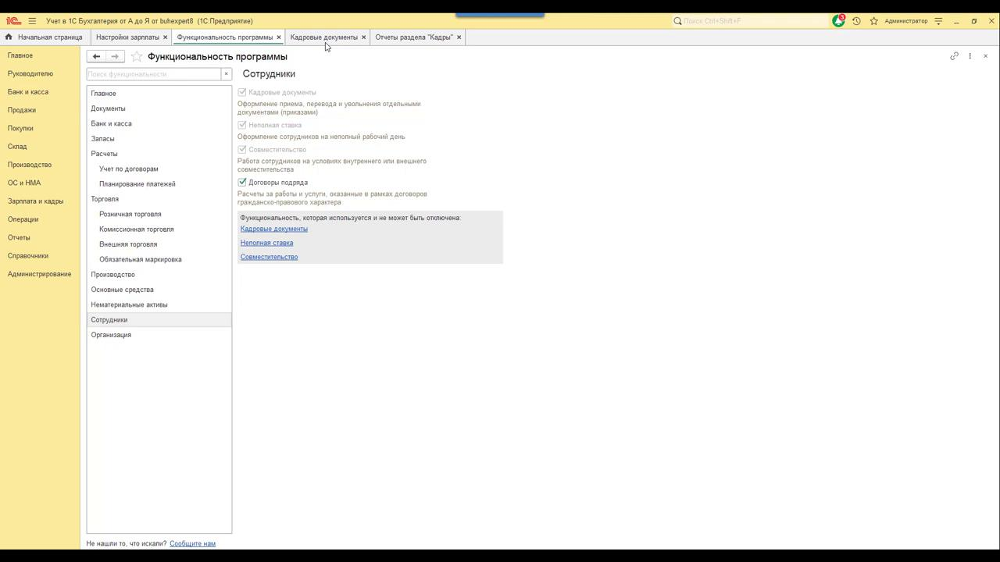 Учет в 1С Бухгалтерия от А до Я от buhexpert8 (1С:Предприятие)
Поиск Ctrl+Shift+F
3
Администратор
Начальная страница
Настройки зарплаты ×
Функциональность программы ×
Кадровые документы ×
Отчеты раздела "Кадры" ×
Главное
Руководителю
Банк и касса
Продажи
Покупки
Склад
Производство
ОС и НМА
Зарплата и кадры
Операции
Отчеты
Справочники
Администрирование
Функциональность программы
Поиск функциональности
Главное
Документы
Банк и касса
Запасы
Расчеты
Учет по договорам
Планирование платежей
Торговля
Розничная торговля
Комиссионная торговля
Внешняя торговля
Обязательная маркировка
Производство
Основные средства
Нематериальные активы
Сотрудники
Организация
Не нашли то, что искали? Сообщите нам
Сотрудники
Кадровые документы
Оформление приема, перевода и увольнения отдельными
документами (приказами)
Неполная ставка
Оформление сотрудников на неполный рабочий день
Совместительство
Работа сотрудников на условиях внутреннего или внешнего
совместительства
Договоры подряда
Расчеты за работы и услуги, оказанные в рамках договоров
гражданско-правового характера
Функциональность, которая используется и не может быть отключена:
Кадровые документы
Неполная ставка
Совместительство